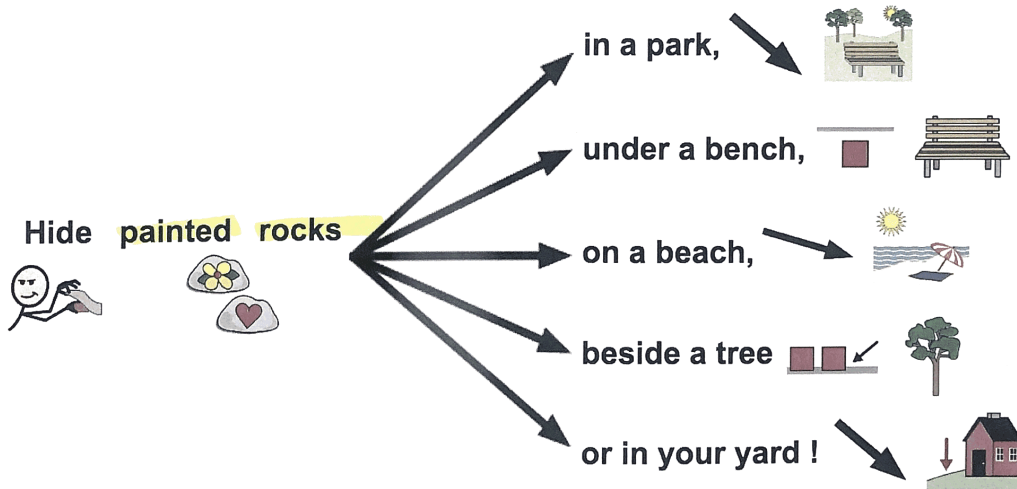 Hide painted rocks
in a park,
under a bench,
on a beach,
beside a tree
or in your yard !